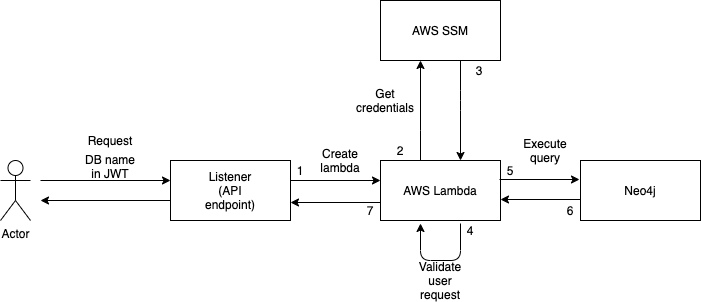 AWS SSM
3
Get
credentials
Request
DB name
in JWT
Actor
Listener
(API
endpoint)
1
Create
lambda
2
AWS Lambda
7
5
Execute
query
6
Neo4j
4
Validate
user
request